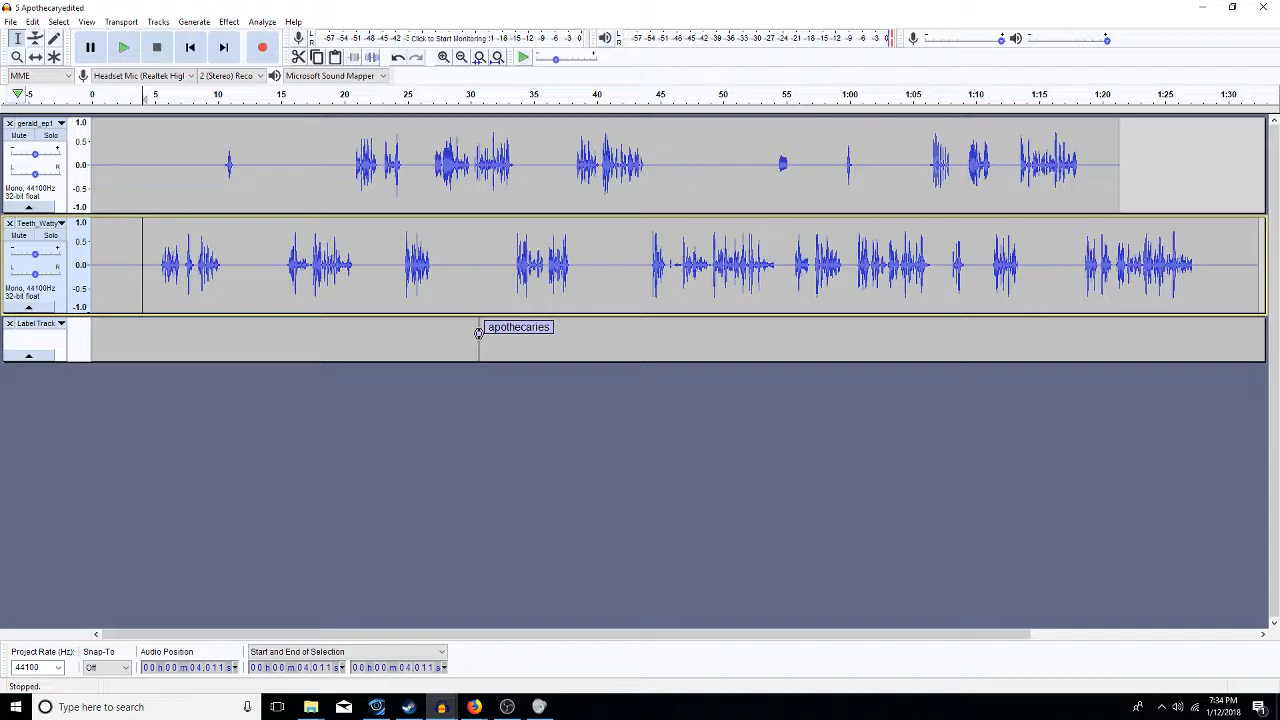 5 Apothecaryedited
File Edit Select View Transport Tracks Generate Effect Analyze Help
L R -57 -54 -51 -48 -45 -42 -3 Click to Start Monitoring -18 -15 -12 -9 -6 -3 0
L R -57 -54 -51 -48 -45 -42 -39 -36 -33 -30 -27 -24 -21 -18 -15 -12 -9 -6 -3 0
MME Headset Mic (Realtek Higl 2 (Stereo) Reco Microsoft Sound Mapper
-5 0 5 10 15 20 25 30 35 40 45 50 55 1:00 1:05 1:10 1:15 1:20 1:25 1:30
gerald_ep1 1.0
Mute Solo
0.5
- +
0.0
L R
Mono, 44100Hz -0.5
32-bit float
-1.0
Teeth_Watty 1.0
Mute Solo
0.5
- +
0.0
L R
Mono, 44100Hz -0.5
32-bit float
-1.0
Label Track apothecaries
Project Rate (Hz): Snap-To Audio Position Start and End of Selection
44100 Off 00h00m04.011s 00h00m04.011s 00h00m04.011s
Stopped.
Type here to search
7:34 PM
1/12/2018